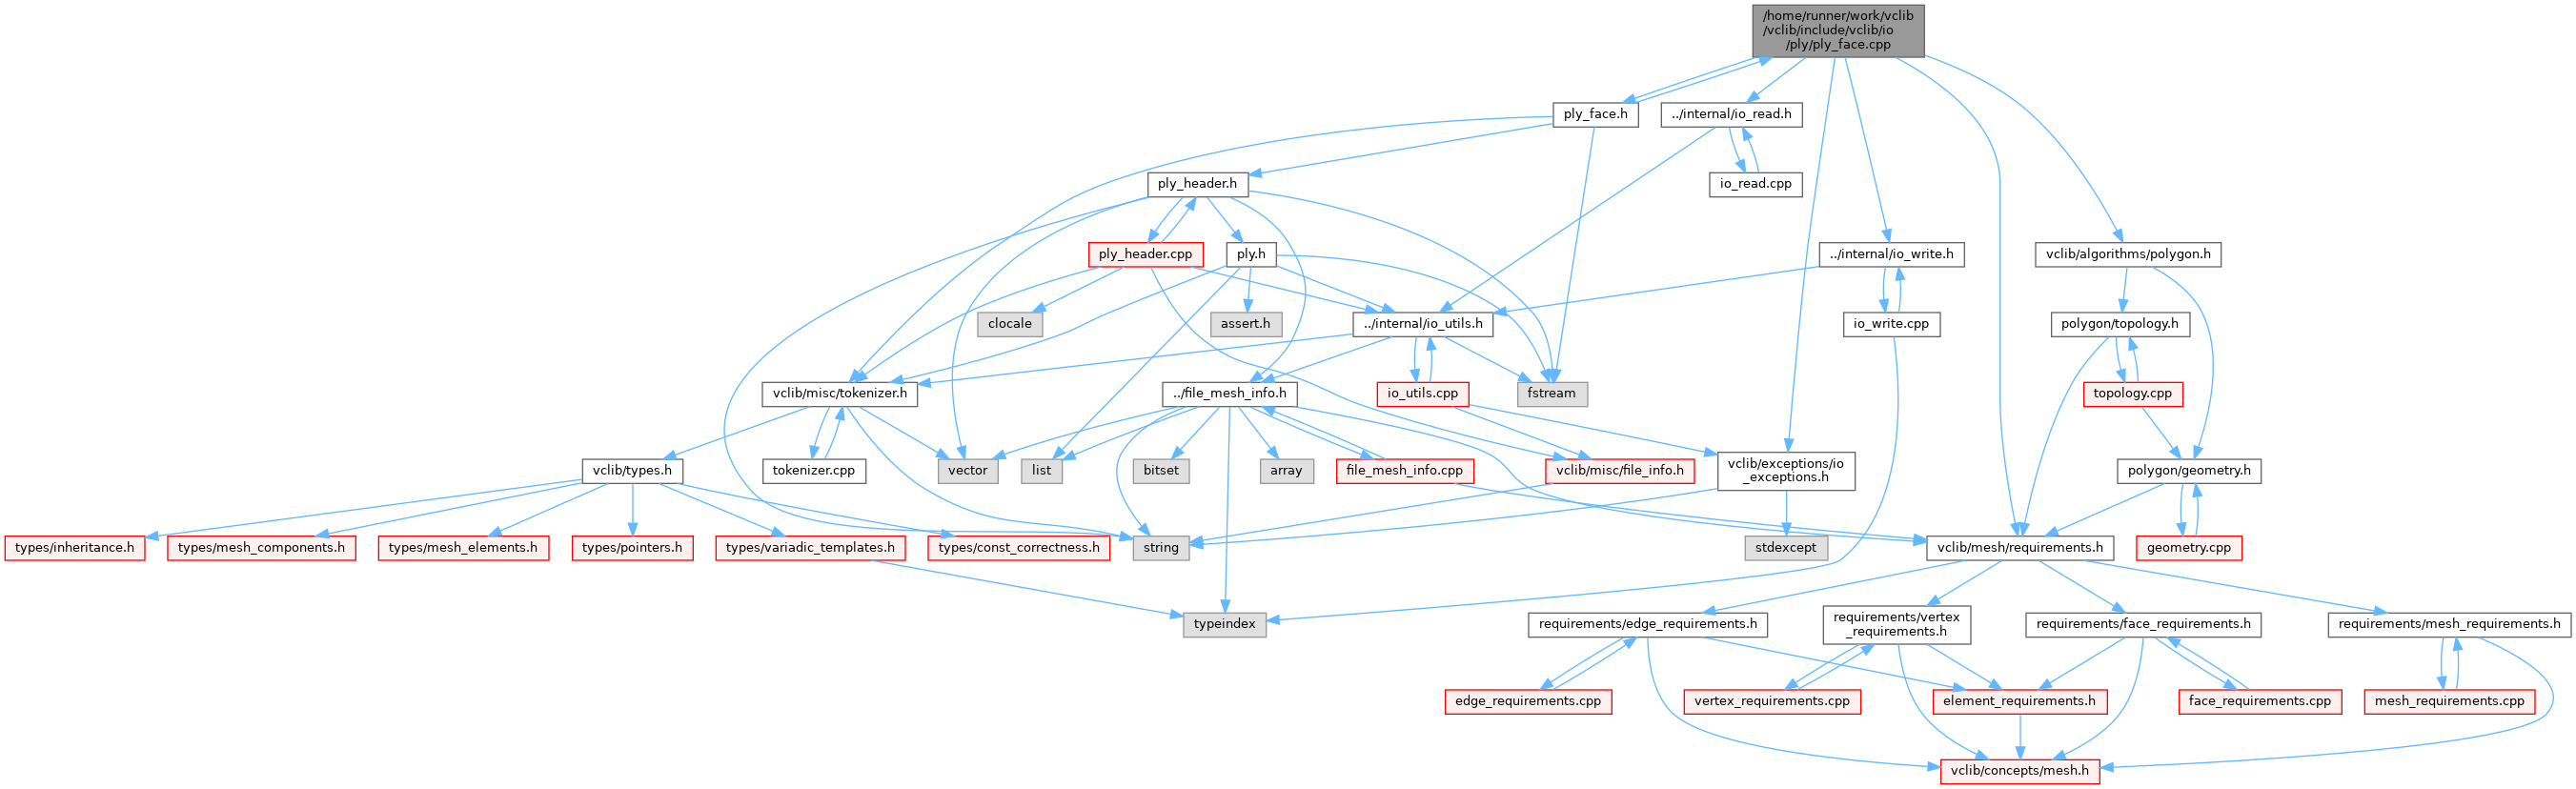 /home/runner/work/vclib
/vclib/include/vclib/io
/ply/ply_face.cpp
ply_face.h
../internal/io_read.h
ply_header.h
io_read.cpp
ply_header.cpp
ply.h
../internal/io_write.h
vclib/algorithms/polygon.h
clocale
assert.h
../internal/io_utils.h
io_write.cpp
polygon/topology.h
vclib/misc/tokenizer.h
../file_mesh_info.h
io_utils.cpp
fstream
topology.cpp
vclib/types.h
tokenizer.cpp
vector
list
bitset
array
file_mesh_info.cpp
vclib/misc/file_info.h
vclib/exceptions/io
_exceptions.h
polygon/geometry.h
types/inheritance.h
types/mesh_components.h
types/mesh_elements.h
types/pointers.h
types/variadic_templates.h
types/const_correctness.h
string
stdexcept
vclib/mesh/requirements.h
geometry.cpp
typeindex
requirements/edge_requirements.h
requirements/vertex
_requirements.h
requirements/face_requirements.h
requirements/mesh_requirements.h
edge_requirements.cpp
vertex_requirements.cpp
element_requirements.h
face_requirements.cpp
mesh_requirements.cpp
vclib/concepts/mesh.h